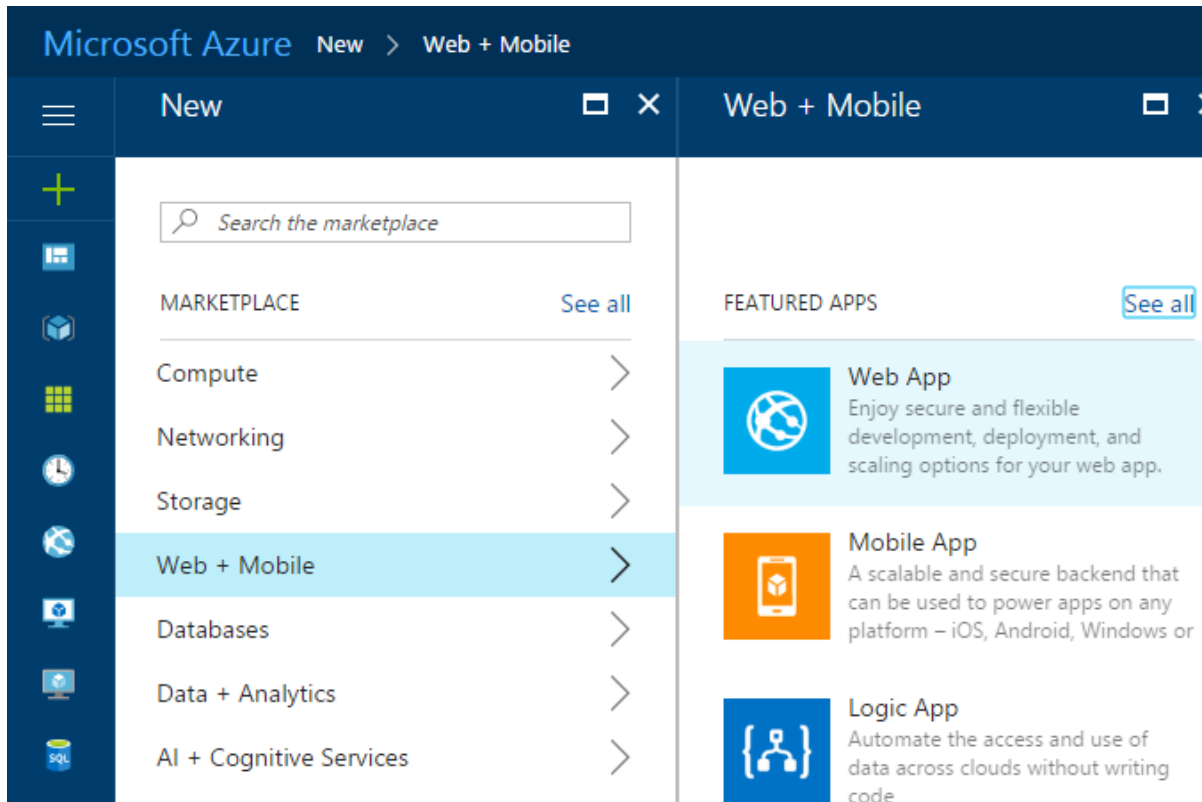 Microsoft Azure New > Web + Mobile
New
Search the marketplace
MARKETPLACE See all
Compute
Networking
Storage
Web + Mobile
Databases
Data + Analytics
AI + Cognitive Services
SQL
Web + Mobile
FEATURED APPS See all
Web App
Enjoy secure and flexible
development, deployment, and
scaling options for your web app.
Mobile App
A scalable and secure backend that
can be used to power apps on any
platform – iOS, Android, Windows or
Logic App
Automate the access and use of
data across clouds without writing
code